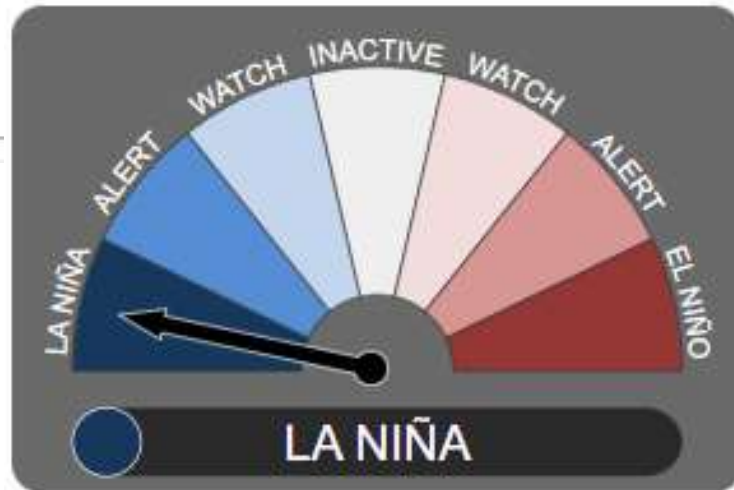 LA NIÑA
ALERT
WATCH
INACTIVE
WATCH
ALERT
EL NIÑO
LA NIÑA